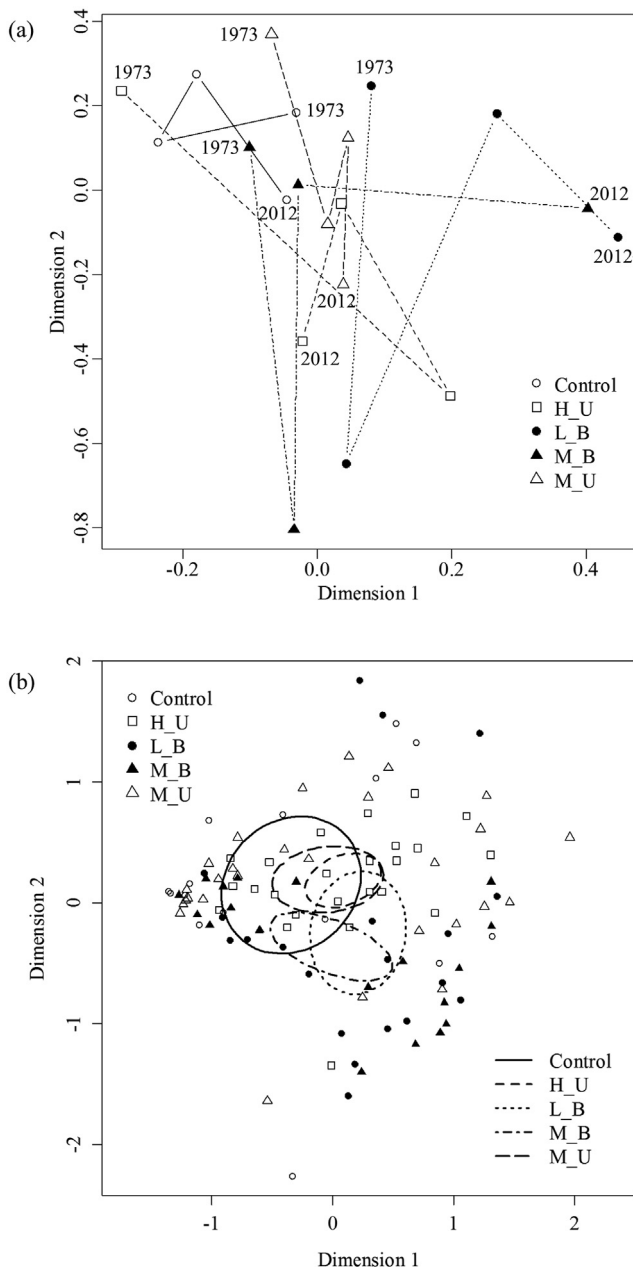 (a)
0.4
0.2
0.0
-0.2
-0.4
-0.6
-0.8
Dimension 2
1973
1973
1973
1973
1973
2012
2012
2012
2012
2012
Control
H_U
L_B
M_B
M_U
-0.2
0.0
0.2
0.4
Dimension 1
(b)
2
1
0
-1
-2
Dimension 2
Control
H_U
L_B
M_B
M_U
Control
H_U
L_B
M_B
M_U
-1
0
1
2
Dimension 1